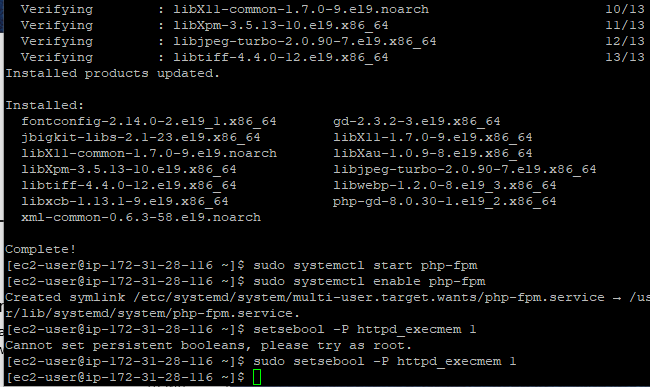 Verifying : libX11-common-1.7.0-9.el9.noarch 10/13
Verifying : libXpm-3.5.13-10.el9.x86_64 11/13
Verifying : libjpeg-turbo-2.0.90-7.el9.x86_64 12/13
Verifying : libtiff-4.4.0-12.el9.x86_64 13/13
Installed products updated.
Installed:
fontconfig-2.14.0-2.el9_1.x86_64 gd-2.3.2-3.el9.x86_64
jbigkit-libs-2.1-23.el9.x86_64 libX11-1.7.0-9.el9.x86_64
libX11-common-1.7.0-9.el9.noarch libXau-1.0.9-8.el9.x86_64
libXpm-3.5.13-10.el9.x86_64 libjpeg-turbo-2.0.90-7.el9.x86_64
libtiff-4.4.0-12.el9.x86_64 libwebp-1.2.0-8.el9_3.x86_64
libxcb-1.13.1-9.el9.x86_64 php-gd-8.0.30-1.el9_2.x86_64
xml-common-0.6.3-58.el9.noarch
Complete!
[ec2-user@ip-172-31-28-116 ~]$ sudo systemctl start php-fpm
[ec2-user@ip-172-31-28-116 ~]$ sudo systemctl enable php-fpm
Created symlink /etc/systemd/system/multi-user.target.wants/php-fpm.service → /us
r/lib/systemd/system/php-fpm.service.
[ec2-user@ip-172-31-28-116 ~]$ setsebool -P httpd_execmem 1
Cannot set persistent booleans, please try as root.
[ec2-user@ip-172-31-28-116 ~]$ sudo setsebool -P httpd_execmem 1
[ec2-user@ip-172-31-28-116 ~]$